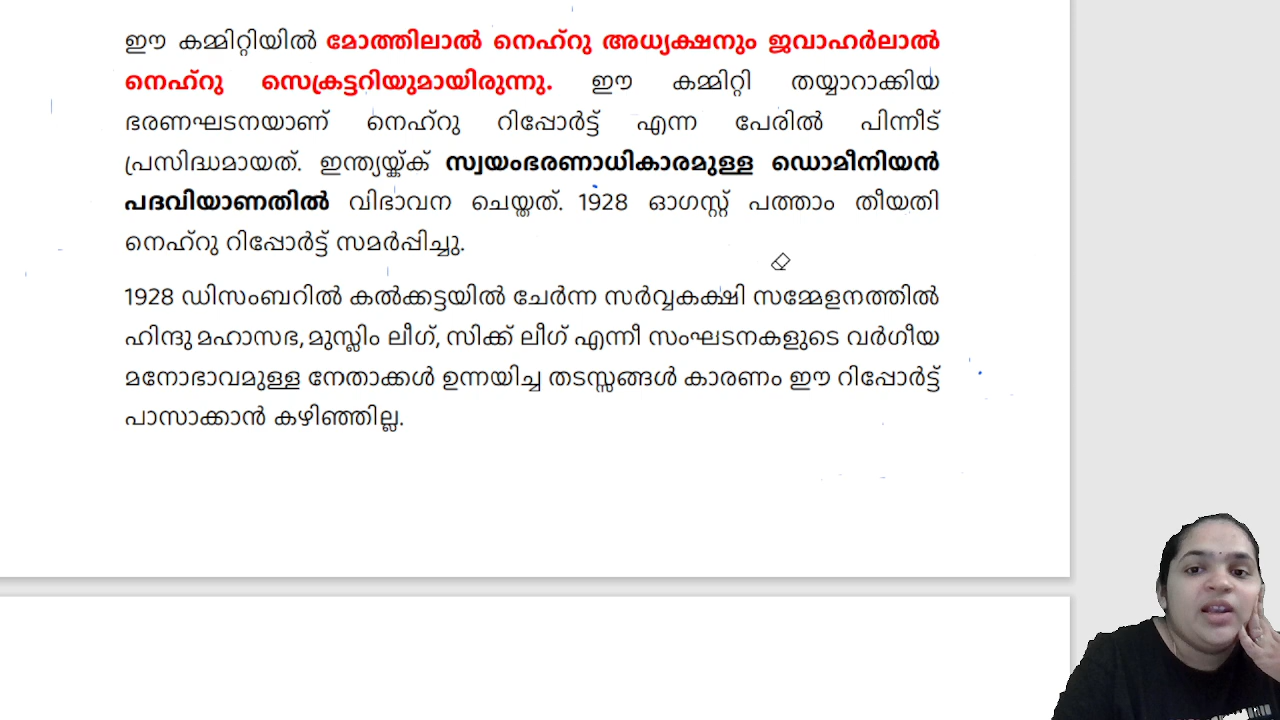 ഈ കമ്മിറ്റിയിൽ മോത്തിലാൽ നെഹ്‌റു അധ്യക്ഷനും ജവാഹർലാൽ
നെഹ്‌റു സെക്രട്ടറിയുമായിരുന്നു. ഈ കമ്മിറ്റി തയ്യാറാക്കിയ
ഭരണഘടനയാണ് നെഹ്‌റു റിപ്പോർട്ട് എന്ന പേരിൽ പിന്നീട്
പ്രസിദ്ധമായത്. ഇന്ത്യയ്ക്ക് സ്വയംഭരണാധികാരമുള്ള ഡൊമീനിയൻ
പദവിയാണതിൽ വിഭാവന ചെയ്തത്. 1928 ഓഗസ്റ്റ് പത്താം തീയതി
നെഹ്‌റു റിപ്പോർട്ട് സമർപ്പിച്ചു.
1928 ഡിസംബറിൽ കൽക്കട്ടയിൽ ചേർന്ന സർവ്വകക്ഷി സമ്മേളനത്തിൽ
ഹിന്ദു മഹാസഭ, മുസ്ലിം ലീഗ്, സിക്ക് ലീഗ് എന്നീ സംഘടനകളുടെ വർഗീയ
മനോഭാവമുള്ള നേതാക്കൾ ഉന്നയിച്ച തടസ്സങ്ങൾ കാരണം ഈ റിപ്പോർട്ട്
പാസാക്കാൻ കഴിഞ്ഞില്ല.